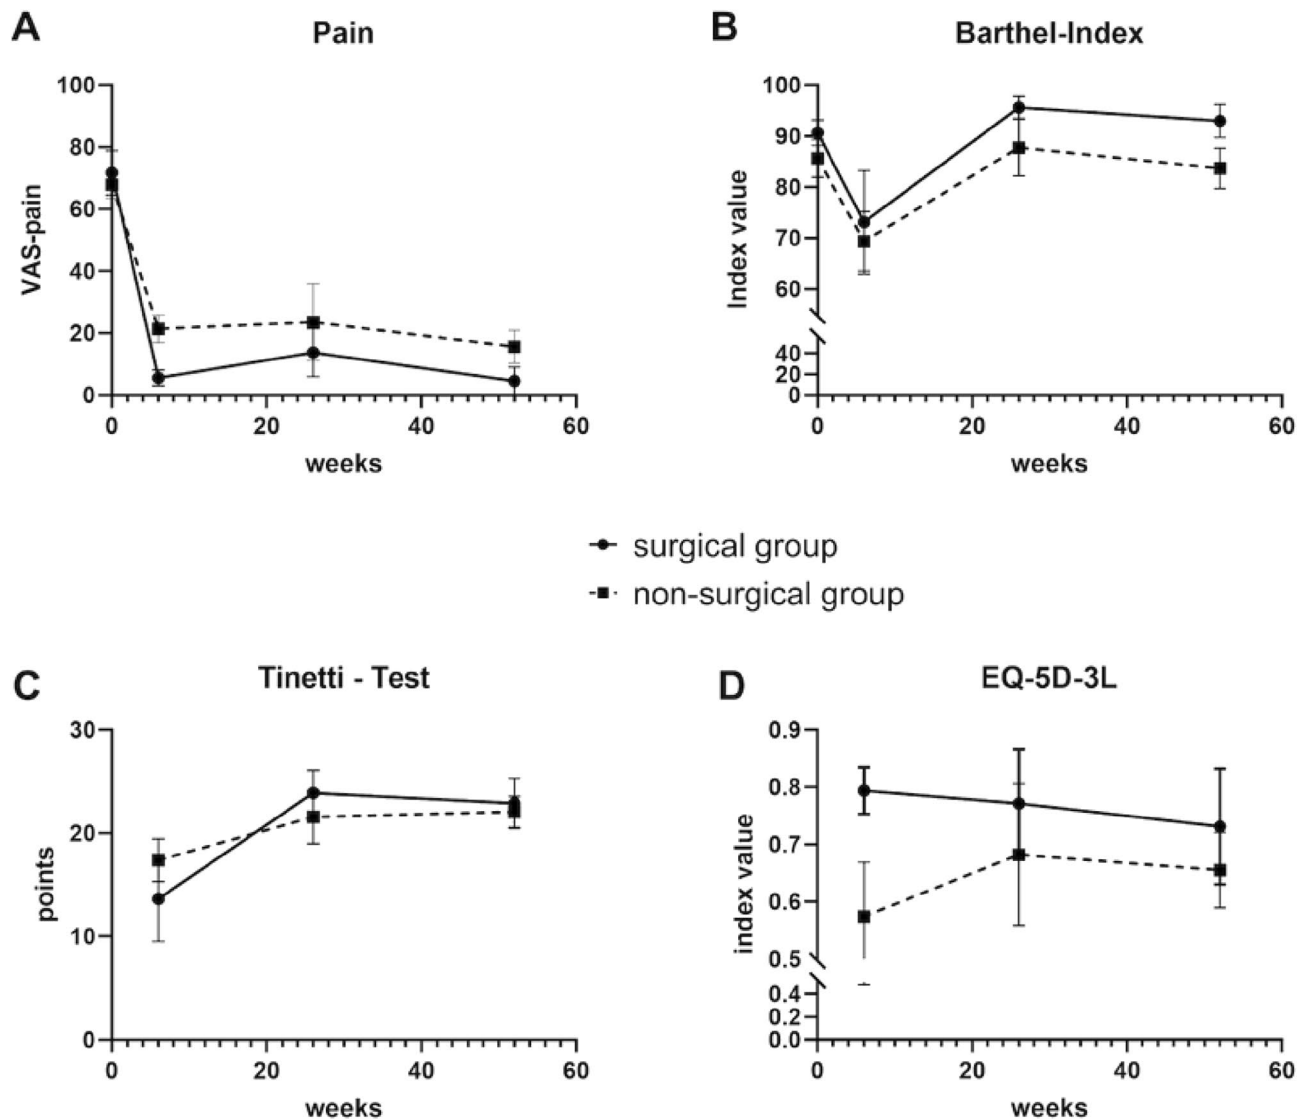 A
Pain
100
80
60
40
20
0
VAS-pain
0 20 40 60
weeks
B
Barthel-Index
100
90
80
70
60
40
20
0
Index value
0 20 40 60
weeks
surgical group
non-surgical group
C
Tinetti - Test
30
20
10
0
points
0 20 40 60
weeks
D
EQ-5D-3L
0.9
0.8
0.7
0.6
0.5
0.4
0.2
0.0
index value
0 20 40 60
weeks